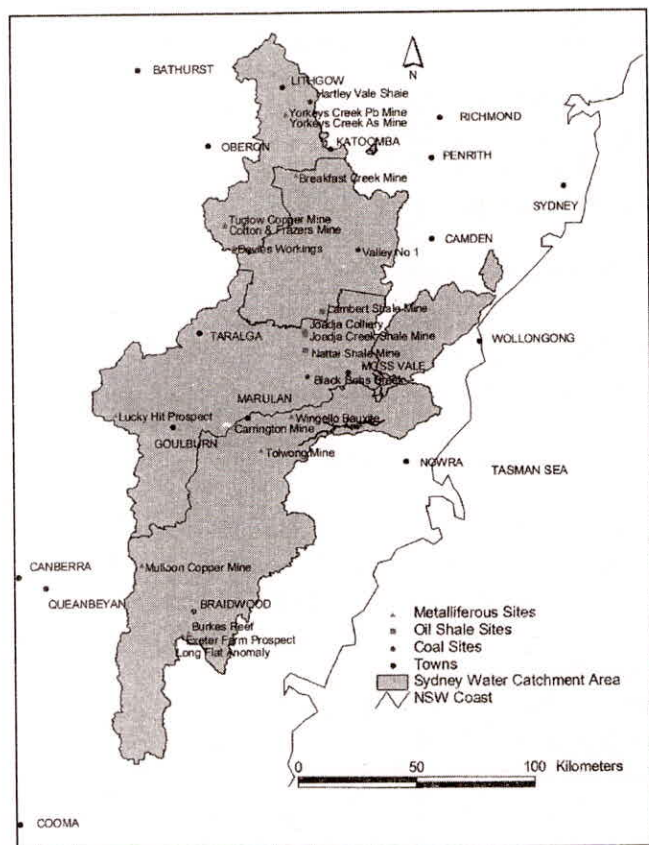 BATHURST
LITHGOW
Hartley Vale Shale
Yorkeys Creek Pb Mine
Yorkeys Creek As Mine
N
RICHMOND
OBERON
KATOOMBA
PENRITH
Breakfast Creek Mine
SYDNEY
Tuglow Copper Mine
Cotton & Frazers Mine
CAMDEN
Davies Workings
Valley No 1
Lambert Shale Mine
Joadja Colliery
TARALGA
Joadja Creek Shale Mine
WOLLONGONG
Nattai Shale Mine
MOSS VALE
Black Bobs Creek
MARULAN
Lucky Hit Prospect
Wingello Bauxite
Carrington Mine
GOULBURN
Tolwong Mine
NOWRA
TASMAN SEA
CANBERRA
Mulloon Copper Mine
QUEANBEYAN
BRAIDWOOD
Burkes Reef
Exeter Farm Prospect
Long Flat Anomaly
Metalliferous Sites
Oil Shale Sites
Coal Sites
Towns
Sydney Water Catchment Area
NSW Coast
0 50 100 Kilometers
COOMA